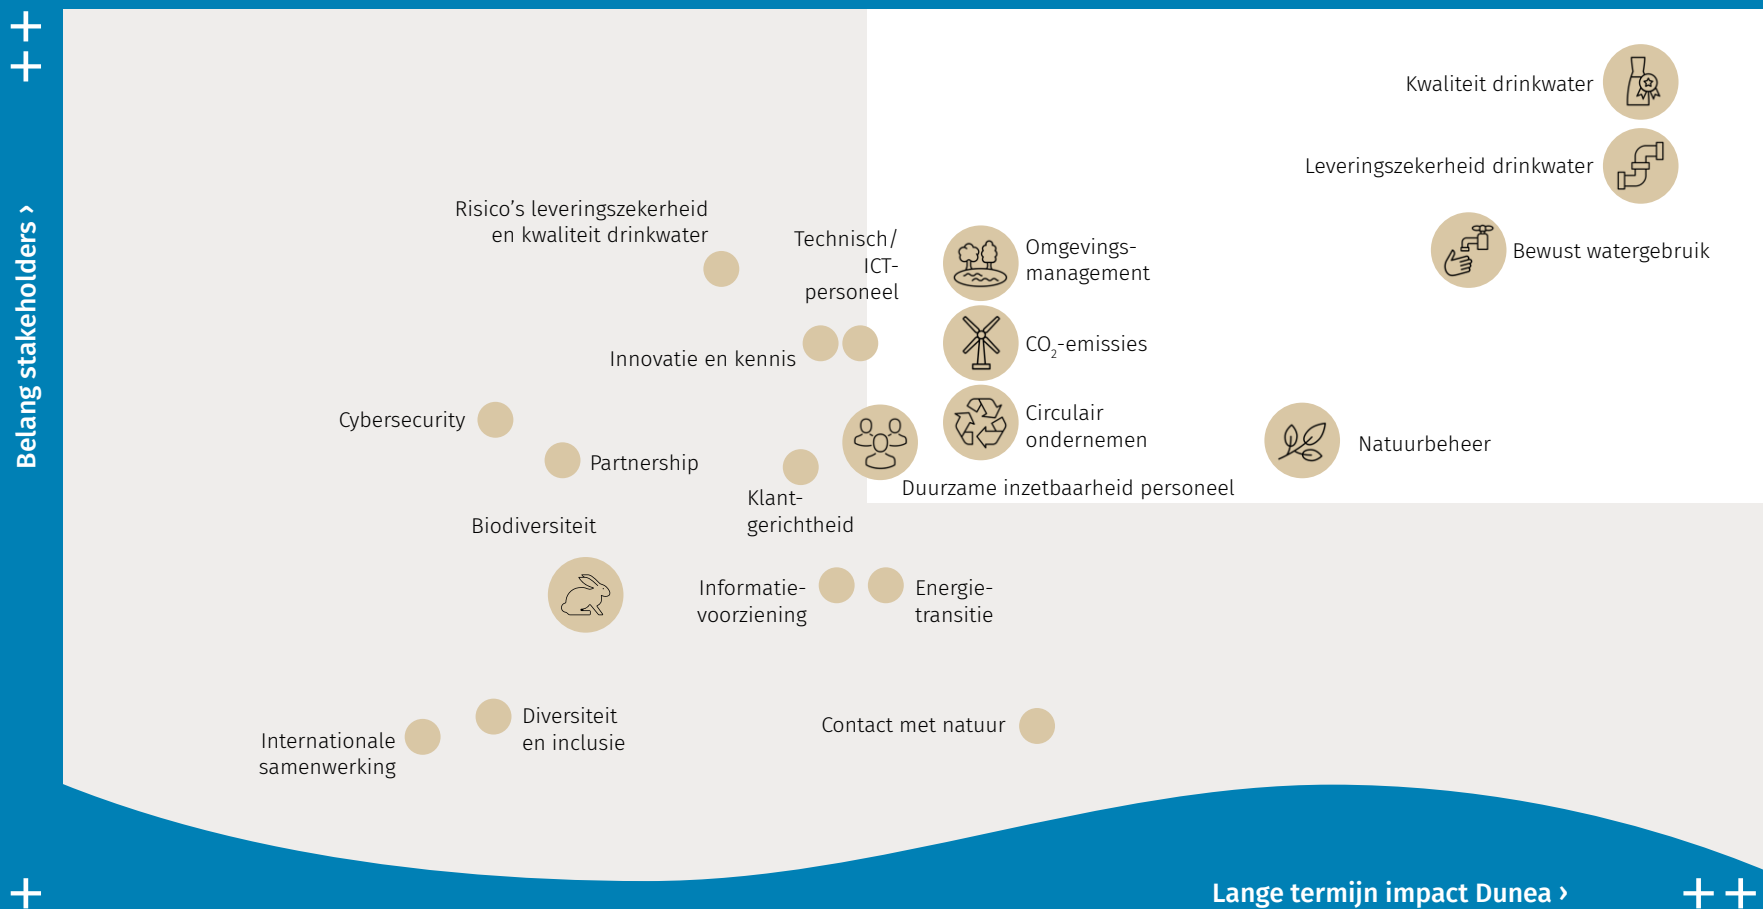 +
+
Belang stakeholders ›
Kwaliteit drinkwater
Leveringszekerheid drinkwater
Risico’s leveringszekerheid
en kwaliteit drinkwater
Technisch/
ICT-
personeel
Omgevings-
management
Bewust watergebruik
Innovatie en kennis
CO₂-emissies
Cybersecurity
Circulair
ondernemen
Partnership
Natuurbeheer
Klant-
gerichtheid
Duurzame inzetbaarheid personeel
Biodiversiteit
Informatie-
voorziening
Energie-
transitie
Internationale
samenwerking
Diversiteit
en inclusie
Contact met natuur
+
Lange termijn impact Dunea ›
++